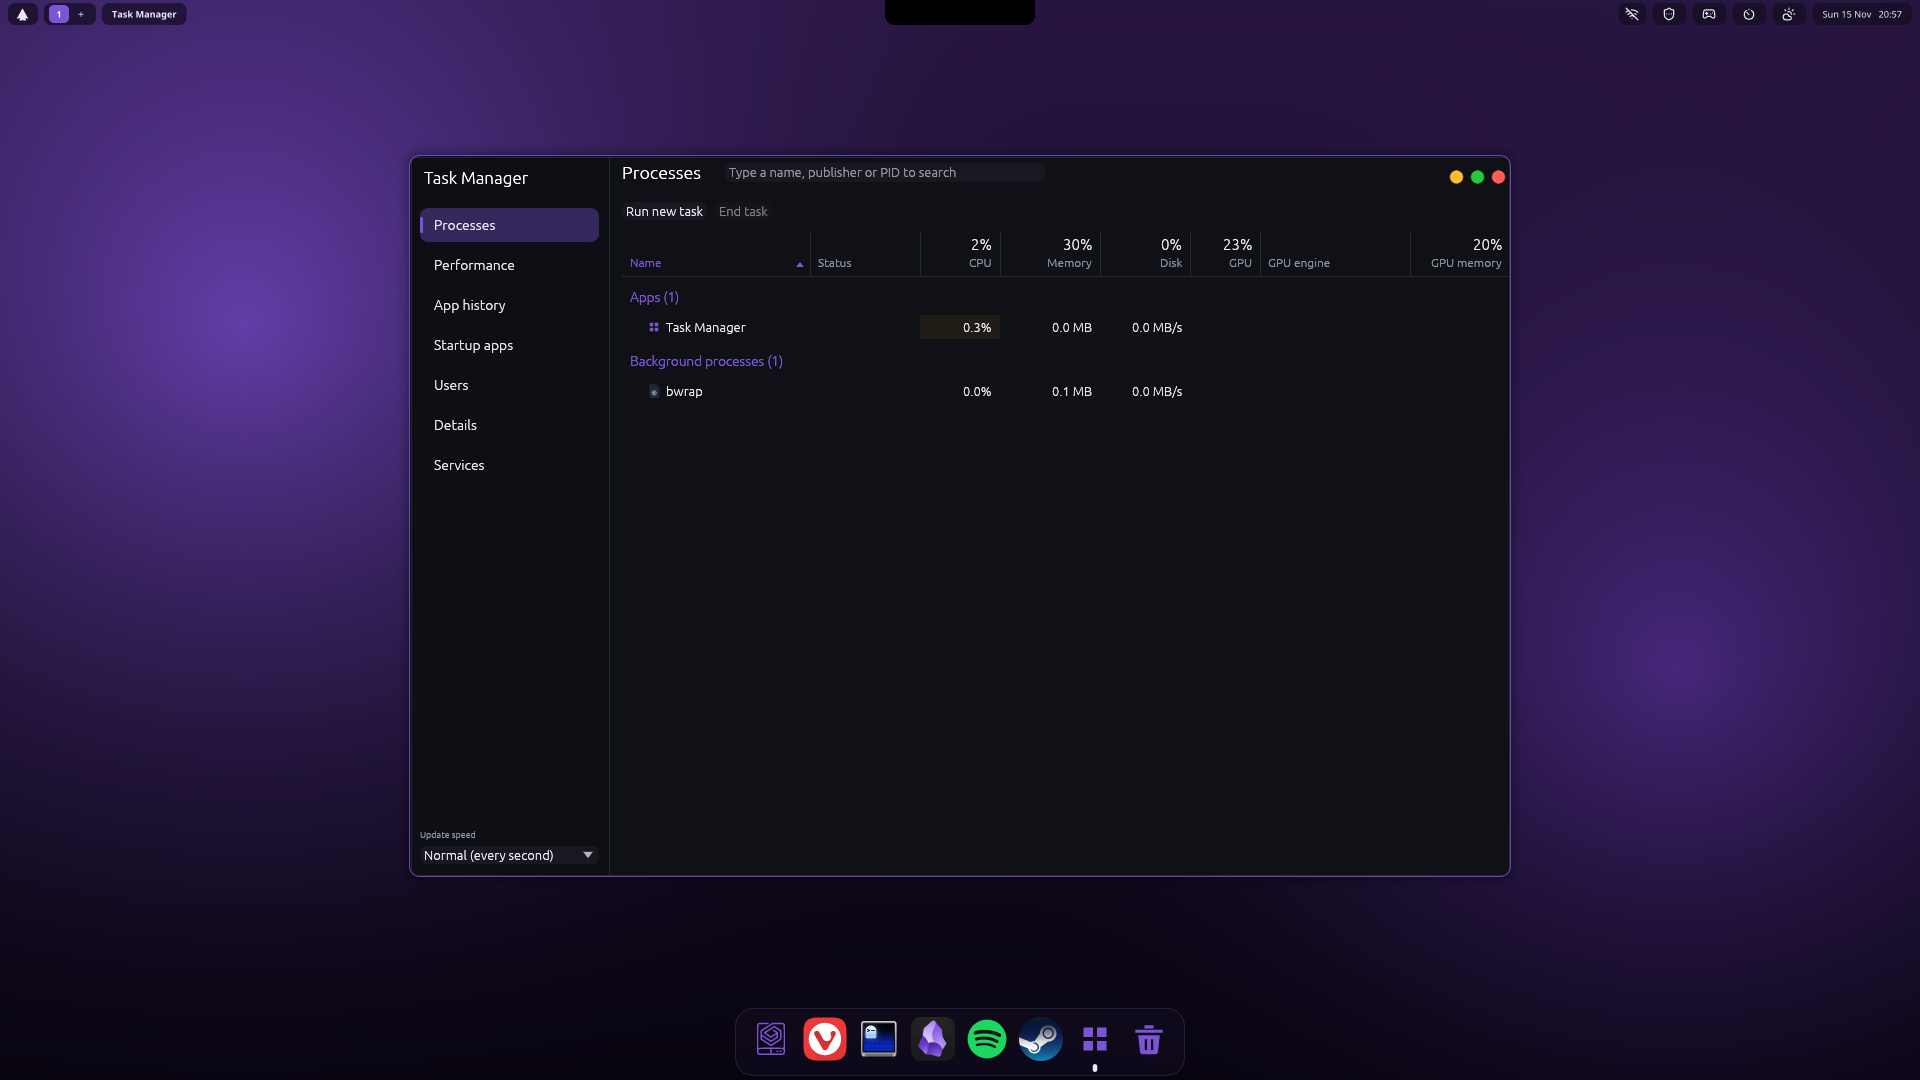 1 + Task Manager
Sun 15 Nov 20:57
Task Manager
Processes
Performance
App history
Startup apps
Users
Details
Services
Update speed
Normal (every second)
Processes Type a name, publisher or PID to search
Run new task End task
2% 30% 0% 23% 20%
Name Status CPU Memory Disk GPU GPU engine GPU memory
Apps (1)
Task Manager 0.3% 0.0 MB 0.0 MB/s
Background processes (1)
bwrap 0.0% 0.1 MB 0.0 MB/s